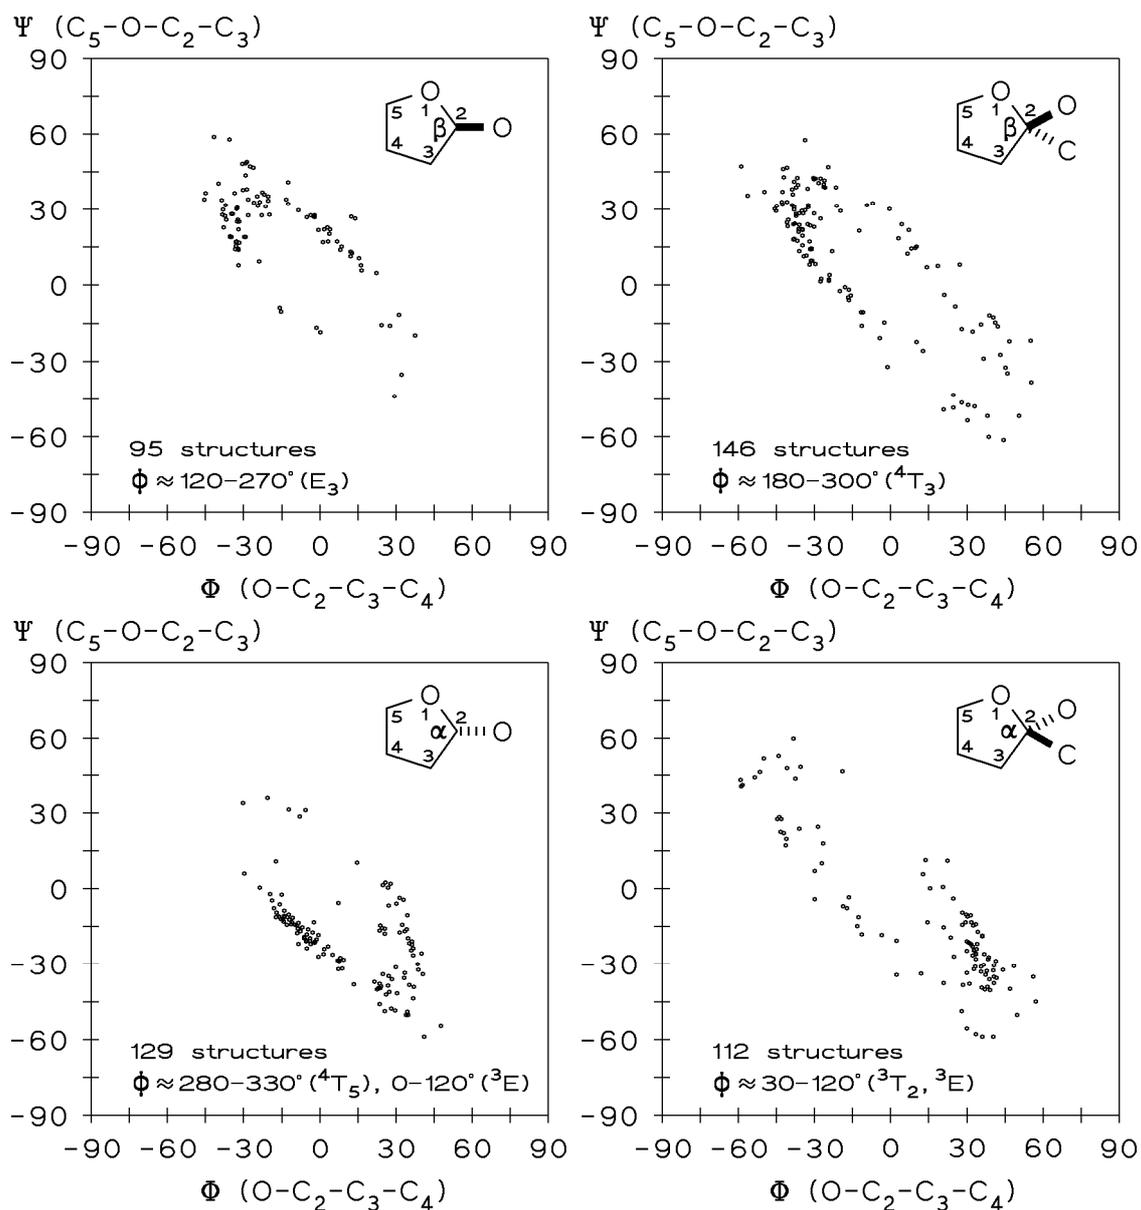 Ψ (C₅–O–C₂–C₃)
90
60
30
0
−30
−60
−90
O
1
2
5
β
O
4
3
95 structures
ϕ ≈ 120–270° (E₃)
−90 −60 −30 0 30 60 90
Φ (O–C₂–C₃–C₄)
Ψ (C₅–O–C₂–C₃)
90
60
30
0
−30
−60
−90
O
O
1
2
5
β
C
4
3
146 structures
ϕ ≈ 180–300° (⁴T₃)
−90 −60 −30 0 30 60 90
Φ (O–C₂–C₃–C₄)
Ψ (C₅–O–C₂–C₃)
90
60
30
0
−30
−60
−90
O
1
2
5
α
O
4
3
129 structures
ϕ ≈ 280–330° (⁴T₅), 0–120° (³E)
−90 −60 −30 0 30 60 90
Φ (O–C₂–C₃–C₄)
Ψ (C₅–O–C₂–C₃)
90
60
30
0
−30
−60
−90
O
O
1
2
5
α
C
4
3
112 structures
ϕ ≈ 30–120° (³T₂, ³E)
−90 −60 −30 0 30 60 90
Φ (O–C₂–C₃–C₄)